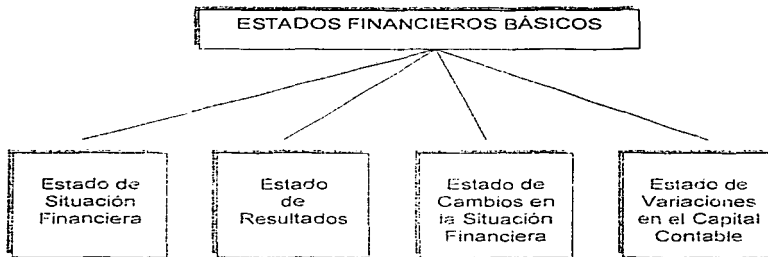 ESTADOS FINANCIEROS BÁSICOS
Estado de
Situación
Financiera
Estado
de
Resultados
Estado de
Cambios en
la Situación
Financiera
Estado de
Variaciones
en el Capital
Contable